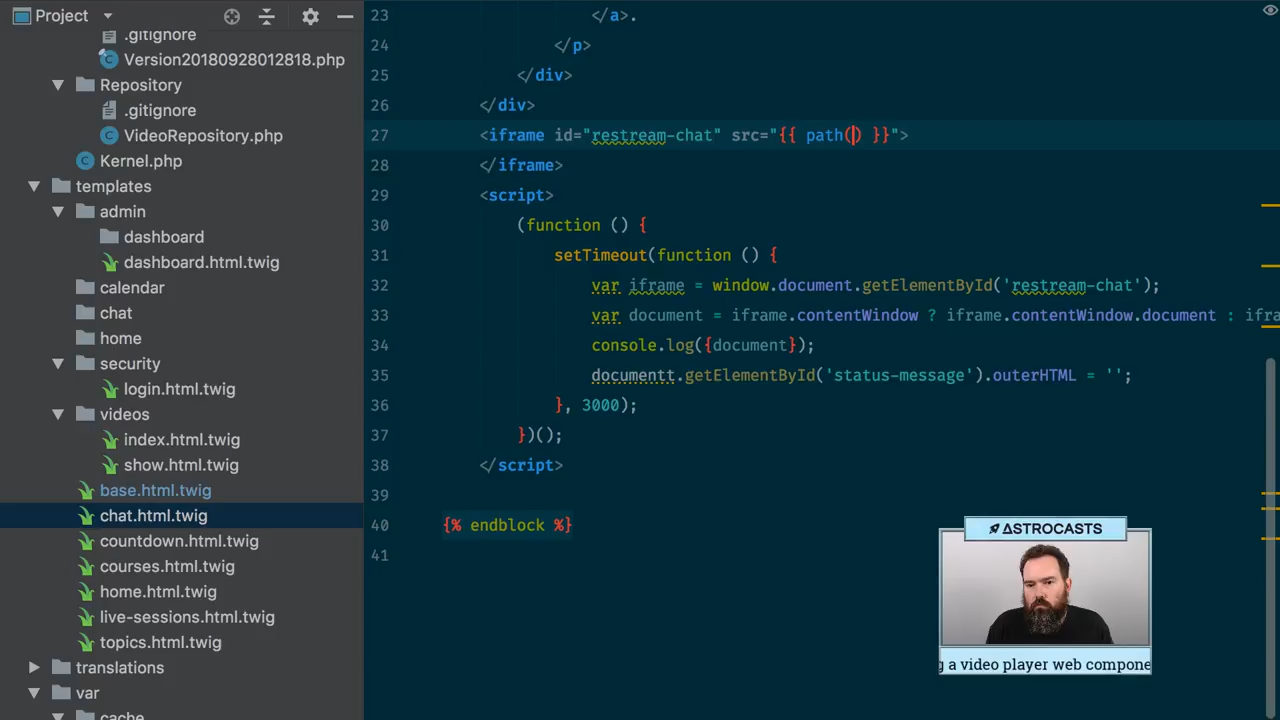 Project
.gitignore
Version20180928012818.php
Repository
.gitignore
VideoRepository.php
Kernel.php
templates
admin
dashboard
dashboard.html.twig
calendar
chat
home
security
login.html.twig
videos
index.html.twig
show.html.twig
base.html.twig
chat.html.twig
countdown.html.twig
courses.html.twig
home.html.twig
live-sessions.html.twig
topics.html.twig
translations
var
cache
23 </a>.
24 </p>
25 </div>
26 </div>
27 <iframe id="restream-chat" src="{{ path() }}">
28 </iframe>
29 <script>
30 (function () {
31 setTimeout(function () {
32 var iframe = window.document.getElementById('restream-chat');
33 var document = iframe.contentWindow ? iframe.contentWindow.document : ifra
34 console.log({document});
35 documentt.getElementById('status-message').outerHTML = '';
36 }, 3000);
37 })();
38 </script>
39
40 {% endblock %}
41
ΔSTROCASTS
g a video player web compone